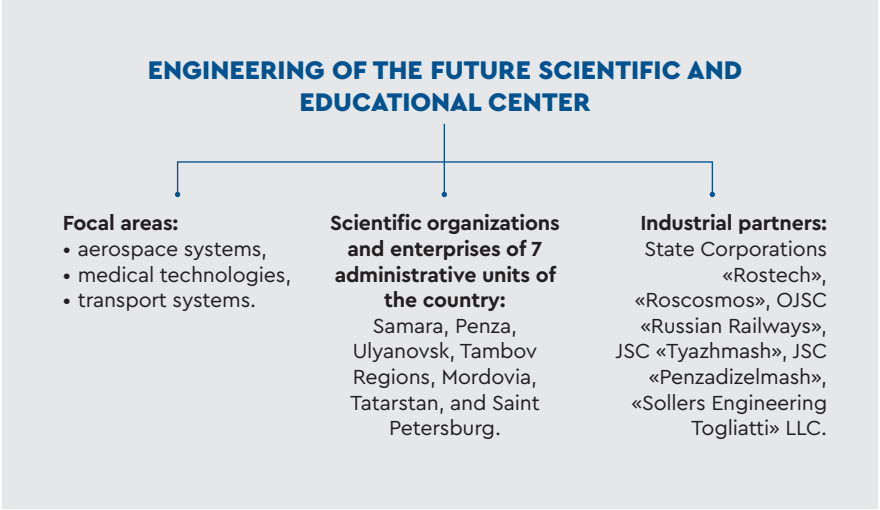 ENGINEERING OF THE FUTURE SCIENTIFIC AND
EDUCATIONAL CENTER
Focal areas:
• aerospace systems,
• medical technologies,
• transport systems.
Scientific organizations
and enterprises of 7
administrative units of
the country:
Samara, Penza,
Ulyanovsk, Tambov
Regions, Mordovia,
Tatarstan, and Saint
Petersburg.
Industrial partners:
State Corporations
«Rostech»,
«Roscosmos», OJSC
«Russian Railways»,
JSC «Tyazhmash», JSC
«Penzadizelmash»,
«Sollers Engineering
Togliatti» LLC.